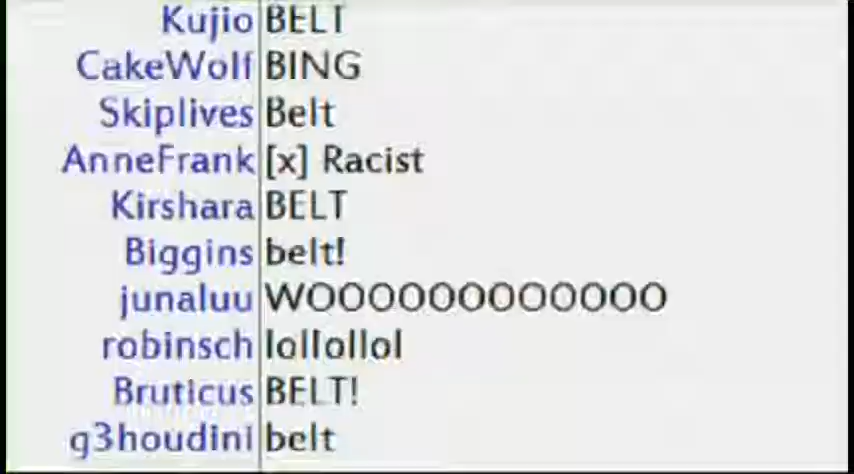 Kujio BELT
CakeWolf BING
Skiplives Belt
AnneFrank [x] Racist
Kirshara BELT
Biggins belt!
junaluu WOOOOOOOOOOOOO
robinsch lollollol
Bruticus BELT!
g3houdini belt